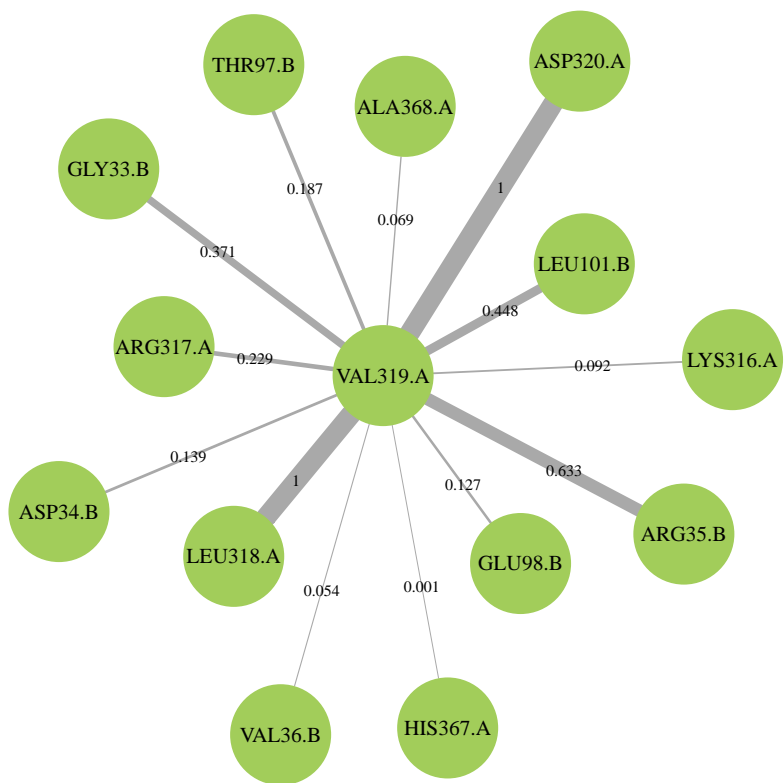 ASP320.A
THR97.B
ALA368.A
GLY33.B
0.187
1
0.069
0.371
LEU101.B
0.448
ARG317.A
0.229
LYS316.A
0.092
VAL319.A
0.139
0.633
1
0.127
ASP34.B
ARG35.B
LEU318.A
GLU98.B
0.054
0.001
HIS367.A
VAL36.B